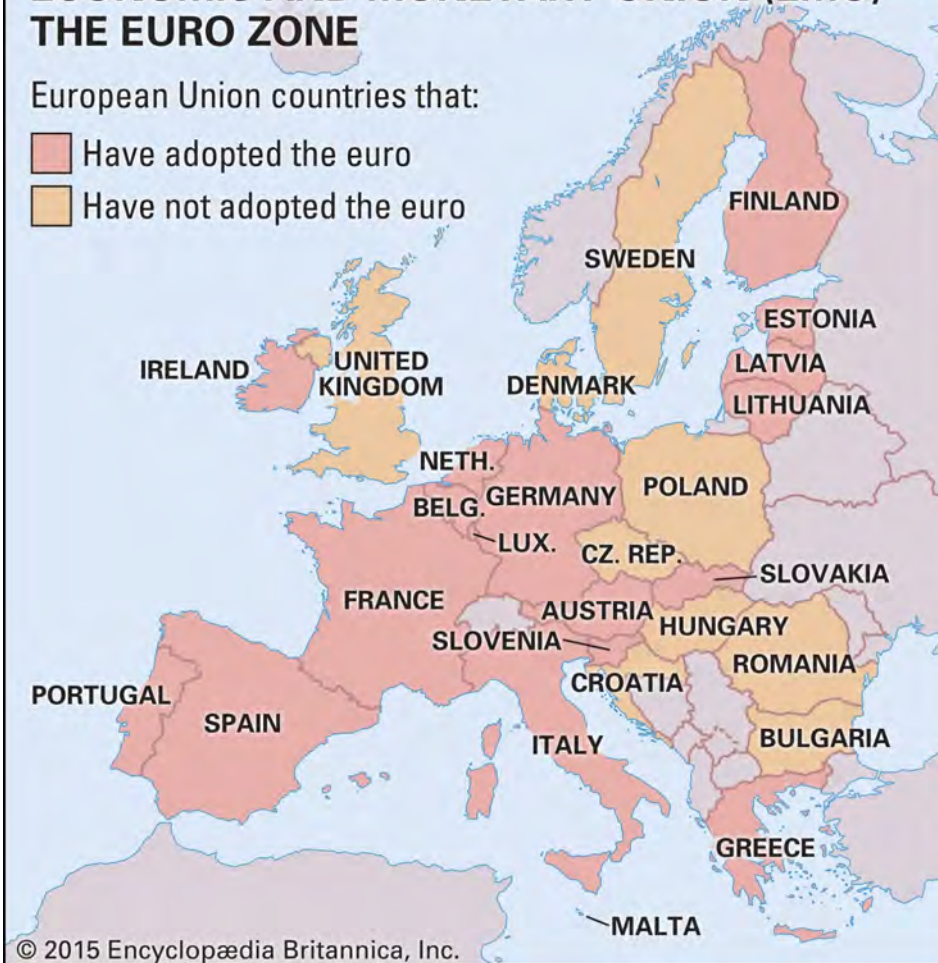 THE EURO ZONE
European Union countries that:
Have adopted the euro
Have not adopted the euro
FINLAND
SWEDEN
ESTONIA
LATVIA
LITHUANIA
IRELAND
UNITED
KINGDOM
DENMARK
NETH.
BELG.
GERMANY
POLAND
LUX.
CZ. REP.
SLOVAKIA
FRANCE
AUSTRIA
HUNGARY
SLOVENIA
ROMANIA
CROATIA
PORTUGAL
SPAIN
ITALY
BULGARIA
GREECE
MALTA
© 2015 Encyclopædia Britannica, Inc.